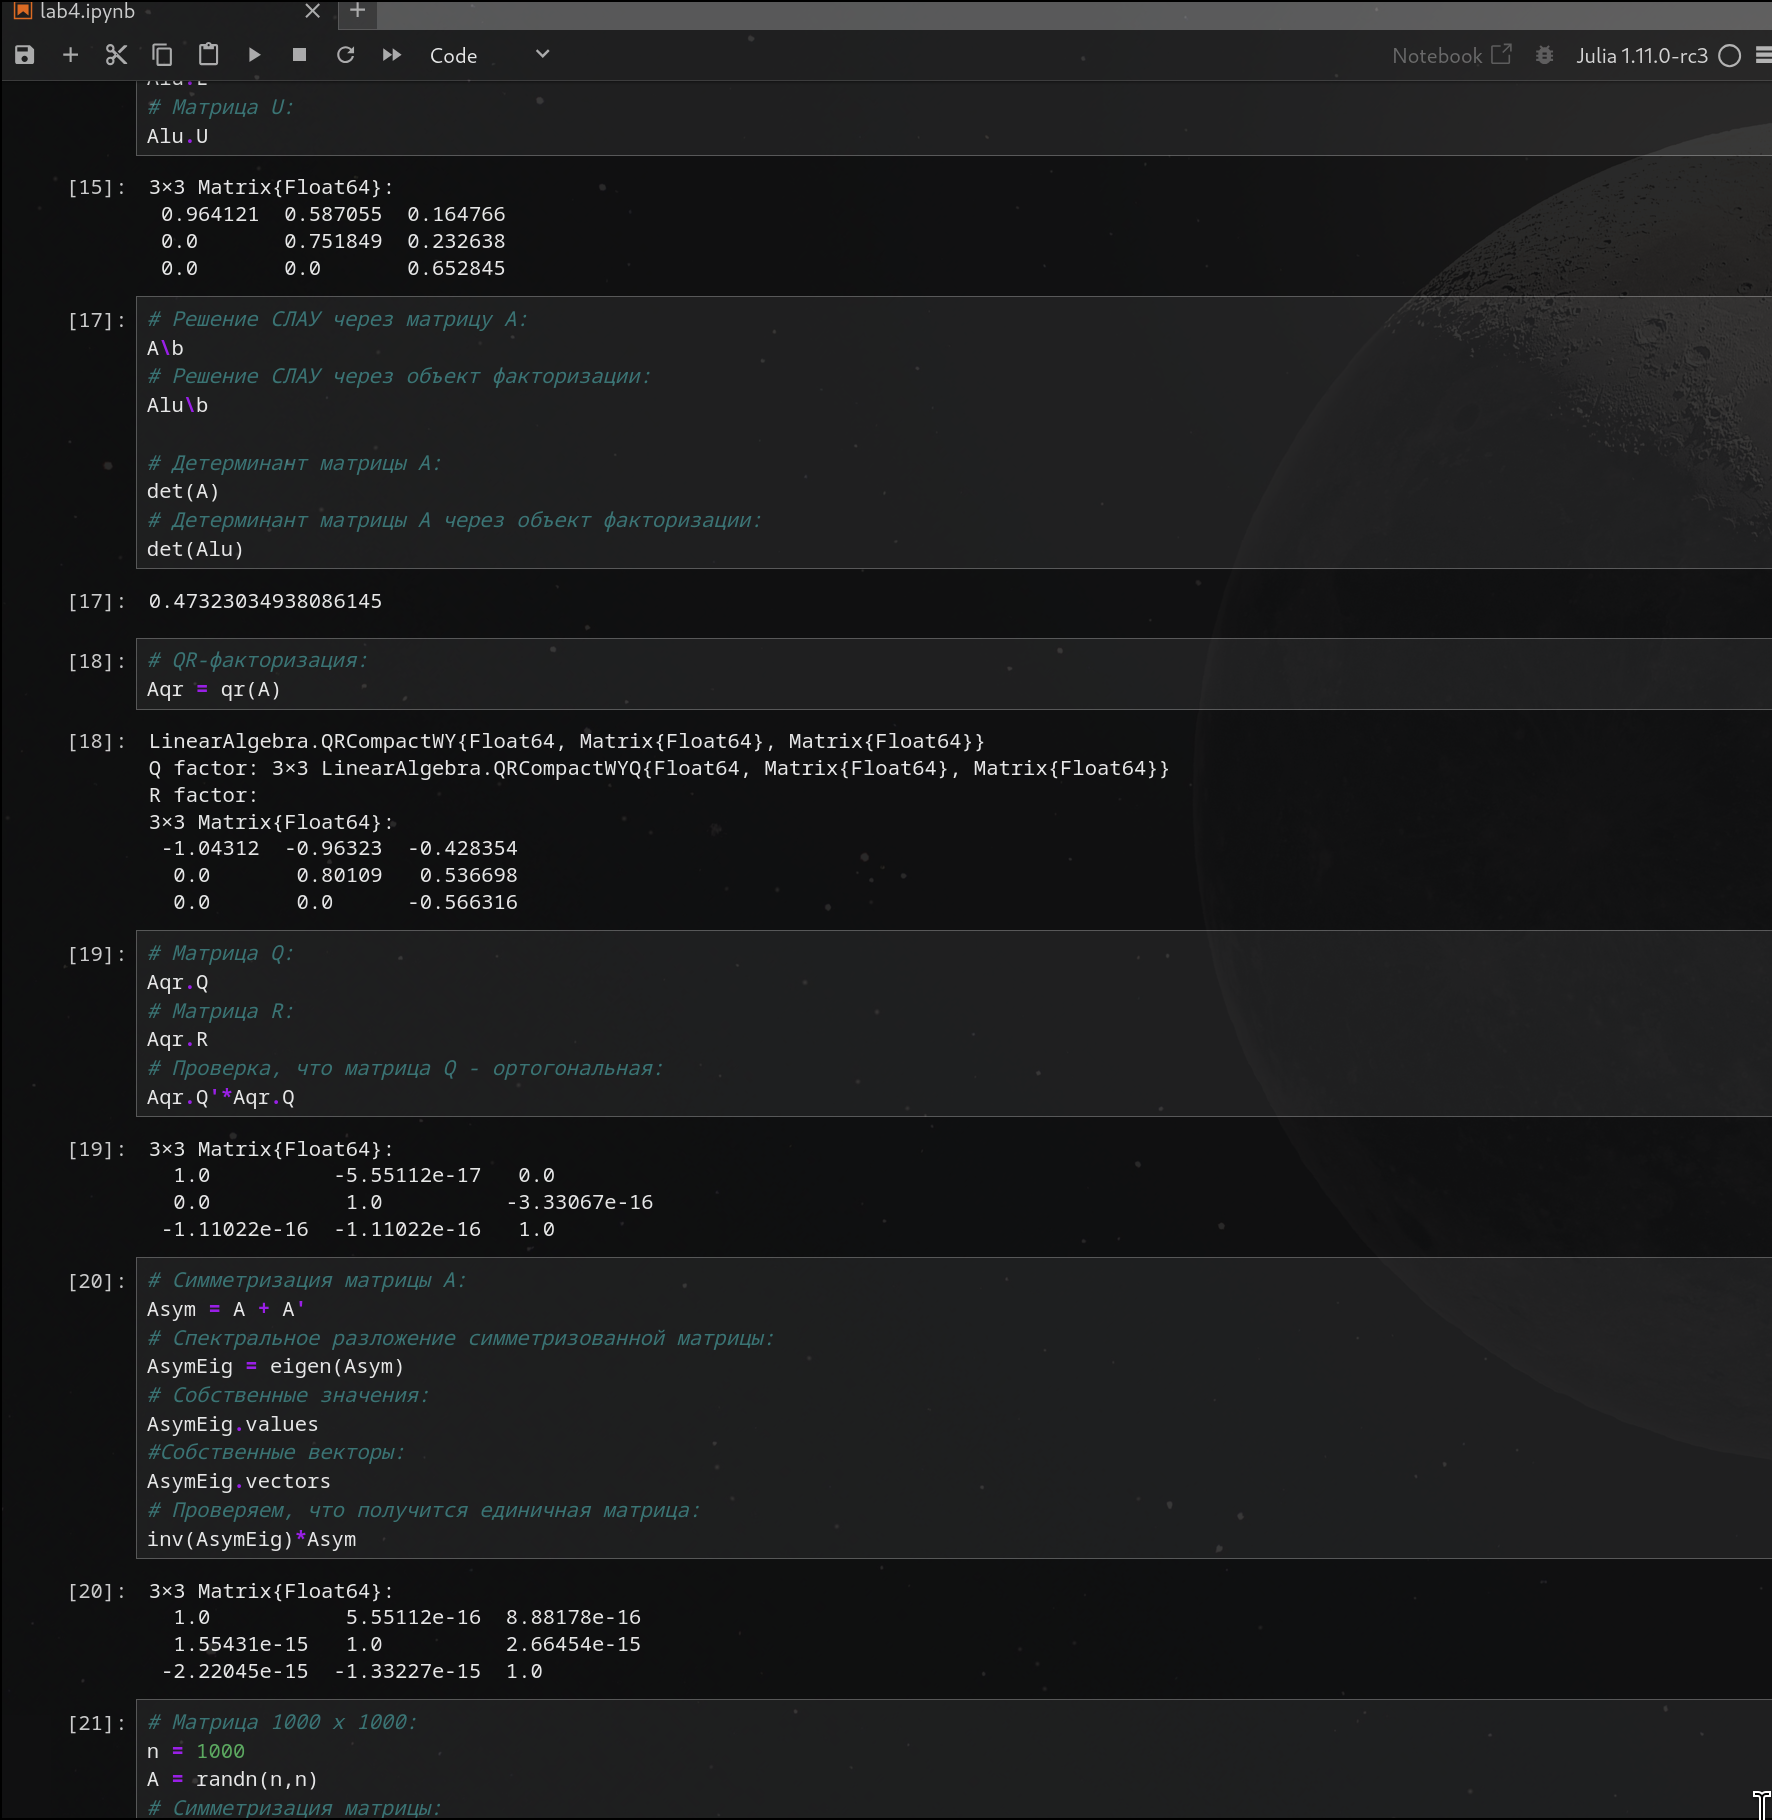 lab4.ipynb
Code
Notebook
Julia 1.11.0-rc3
Alu.L
# Матрица U:
Alu.U
[15]: 3×3 Matrix{Float64}:
0.964121 0.587055 0.164766
0.0 0.751849 0.232638
0.0 0.0 0.652845
[17]: # Решение СЛАУ через матрицу A:
A\b
# Решение СЛАУ через объект факторизации:
Alu\b
# Детерминант матрицы A:
det(A)
# Детерминант матрицы A через объект факторизации:
det(Alu)
[17]: 0.47323034938086145
[18]: # QR-факторизация:
Aqr = qr(A)
[18]: LinearAlgebra.QRCompactWY{Float64, Matrix{Float64}, Matrix{Float64}}
Q factor: 3×3 LinearAlgebra.QRCompactWYQ{Float64, Matrix{Float64}, Matrix{Float64}}
R factor:
3×3 Matrix{Float64}:
-1.04312 -0.96323 -0.428354
0.0 0.80109 0.536698
0.0 0.0 -0.566316
[19]: # Матрица Q:
Aqr.Q
# Матрица R:
Aqr.R
# Проверка, что матрица Q - ортогональная:
Aqr.Q'*Aqr.Q
[19]: 3×3 Matrix{Float64}:
1.0 -5.55112e-17 0.0
0.0 1.0 -3.33067e-16
-1.11022e-16 -1.11022e-16 1.0
[20]: # Симметризация матрицы A:
Asym = A + A'
# Спектральное разложение симметризованной матрицы:
AsymEig = eigen(Asym)
# Собственные значения:
AsymEig.values
#Собственные векторы:
AsymEig.vectors
# Проверяем, что получится единичная матрица:
inv(AsymEig)*Asym
[20]: 3×3 Matrix{Float64}:
1.0 5.55112e-16 8.88178e-16
1.55431e-15 1.0 2.66454e-15
-2.22045e-15 -1.33227e-15 1.0
[21]: # Матрица 1000 x 1000:
n = 1000
A = randn(n,n)
# Симметризация матрицы: